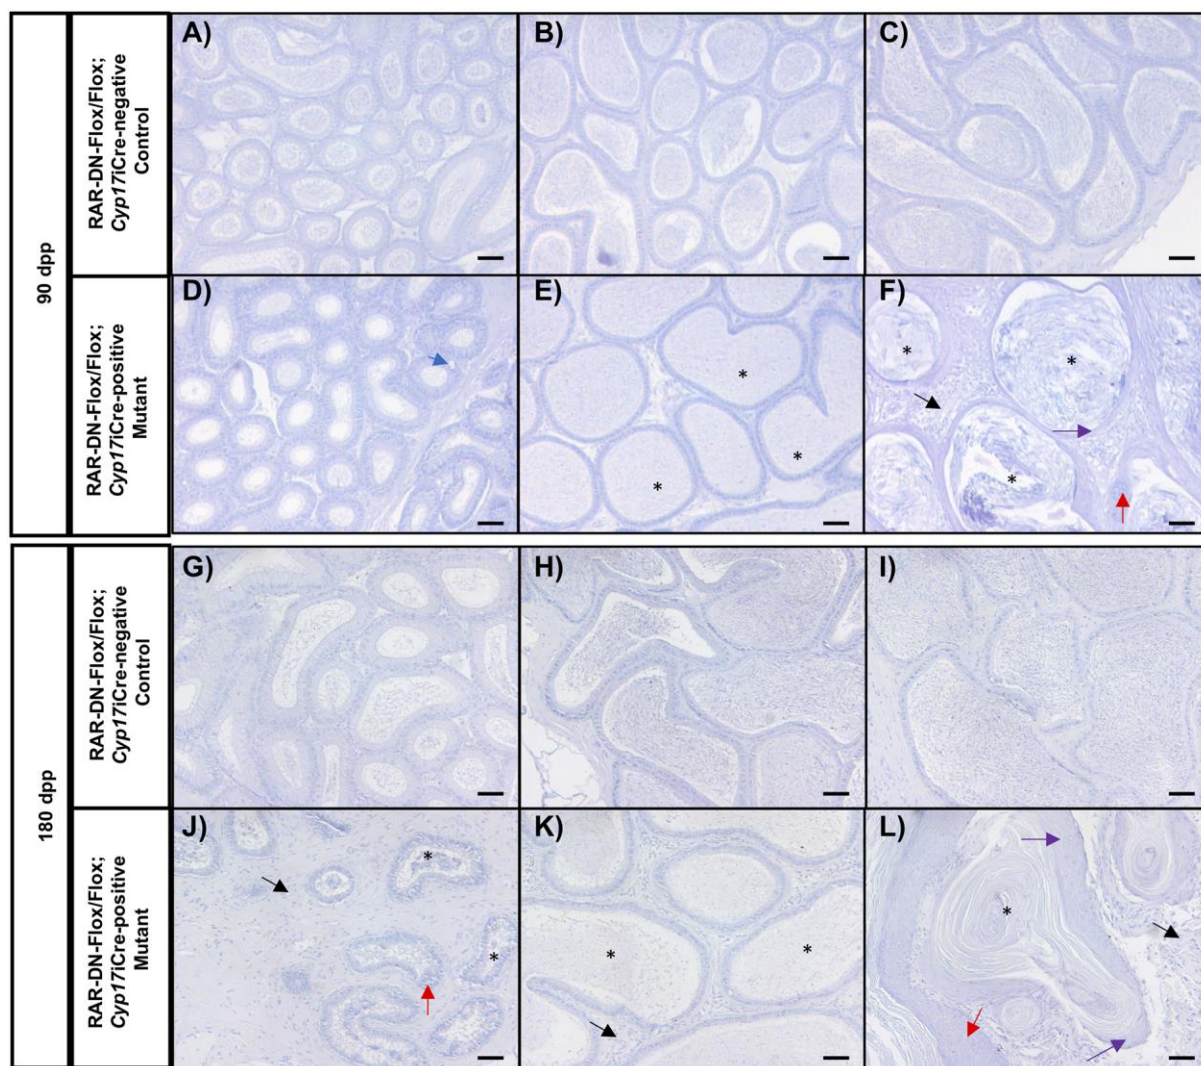 90 dpp
RAR-DN-Flox/Flox;
Cyp17iCre-negative
Control
A)
B)
C)
RAR-DN-Flox/Flox;
Cyp17iCre-positive
Mutant
D)
E)
*
*
*
F)
*
*
*
180 dpp
RAR-DN-Flox/Flox;
Cyp17iCre-negative
Control
G)
H)
I)
RAR-DN-Flox/Flox;
Cyp17iCre-positive
Mutant
J)
*
*
K)
*
*
L)
*